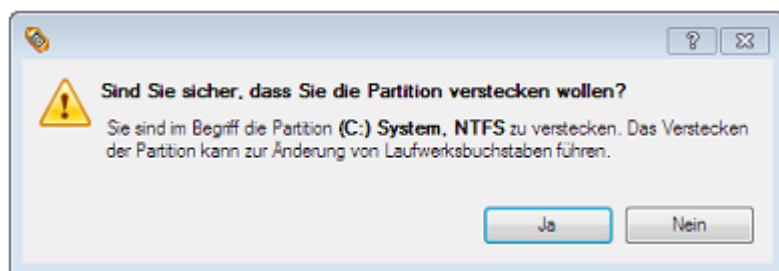 Sind Sie sicher, dass Sie die Partition verstecken wollen?
Sie sind im Begriff die Partition (C:) System, NTFS zu verstecken. Das Verstecken
der Partition kann zur Änderung von Laufwerksbuchstaben führen.
Ja Nein